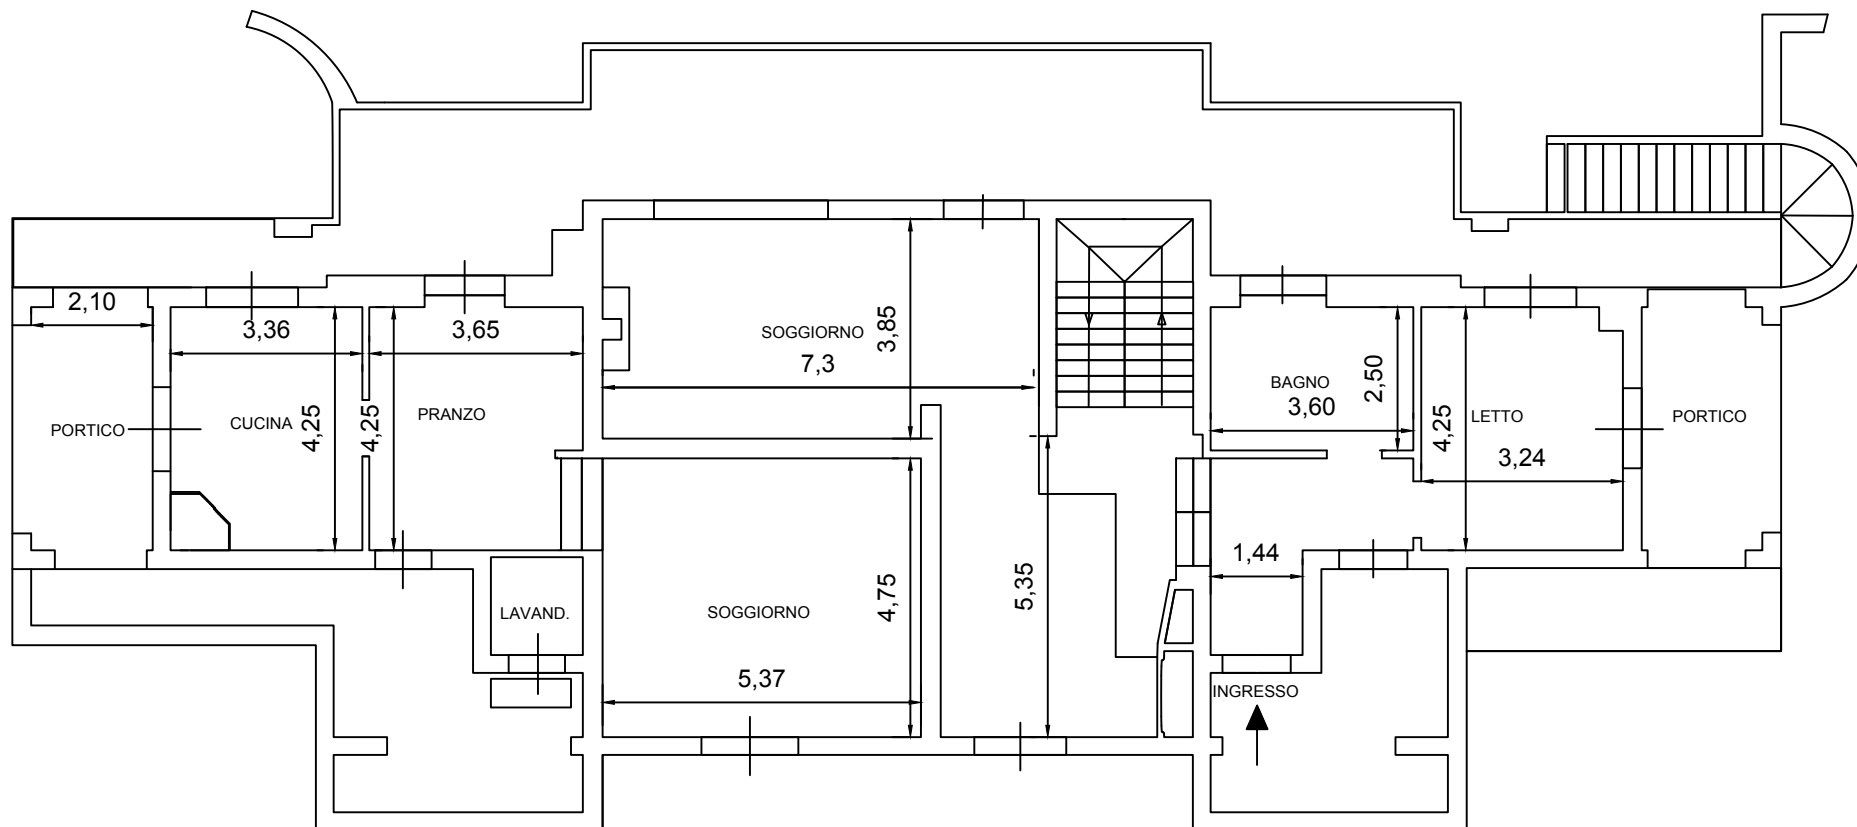 2,10
3,36
3,65
SOGGIORNO
7,3
3,85
BAGNO
3,60
2,50
PORTICO
CUCINA
4,25
4,25
PRANZO
4,25
LETTO
3,24
PORTICO
LAVAND.
SOGGIORNO
4,75
5,37
5,35
1,44
INGRESSO